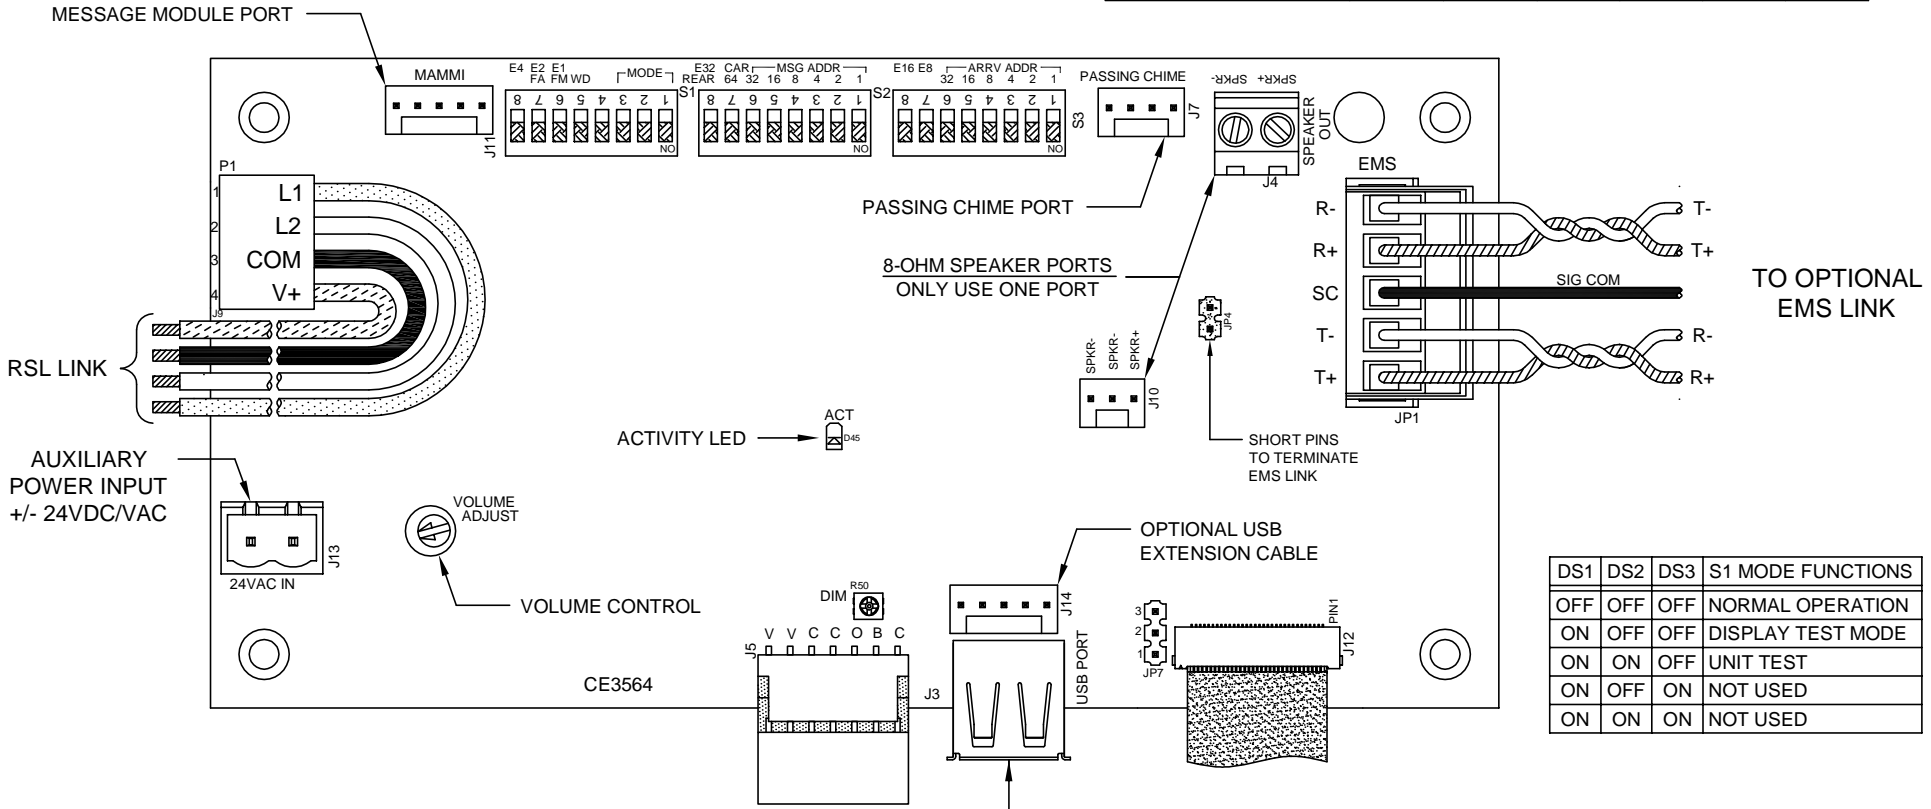 MESSAGE MODULE PORT
MAMMI
J11
E4 E2 E1
FA FM WD
MODE
8 7 6 5 4 3 2 1
NO
S1
E32 CAR MSG ADDR
REAR 64 32 16 8 4 2 1
8 7 6 5 4 3 2 1
NO
S2
E16 E8 ARRV ADDR
32 16 8 4 2 1
8 7 6 5 4 3 2 1
NO
S3
PASSING CHIME
J7
SPKR- SPKR+
SPEAKER
OUT
J4
P1
1 L1
2 L2
3 COM
4 V+
J9
RSL LINK
PASSING CHIME PORT
8-OHM SPEAKER PORTS
ONLY USE ONE PORT
SPKR-
SPKR-
SPKR+
J10
JP4
SHORT PINS
TO TERMINATE
EMS LINK
EMS
R- T-
R+ T+
SC SIG COM
T- R-
T+ R+
JP1
TO OPTIONAL
EMS LINK
ACTIVITY LED
ACT
D45
AUXILIARY
POWER INPUT
+/- 24VDC/VAC
J13
24VAC IN
VOLUME
ADJUST
VOLUME CONTROL
DIM
R50
OPTIONAL USB
EXTENSION CABLE
J14
V V C C O B C
J5
CE3564
J3
USB PORT
3
2
1
JP7
PIN1
J12
DS1 DS2 DS3 S1 MODE FUNCTIONS
OFF OFF OFF NORMAL OPERATION
ON OFF OFF DISPLAY TEST MODE
ON ON OFF UNIT TEST
ON OFF ON NOT USED
ON ON ON NOT USED